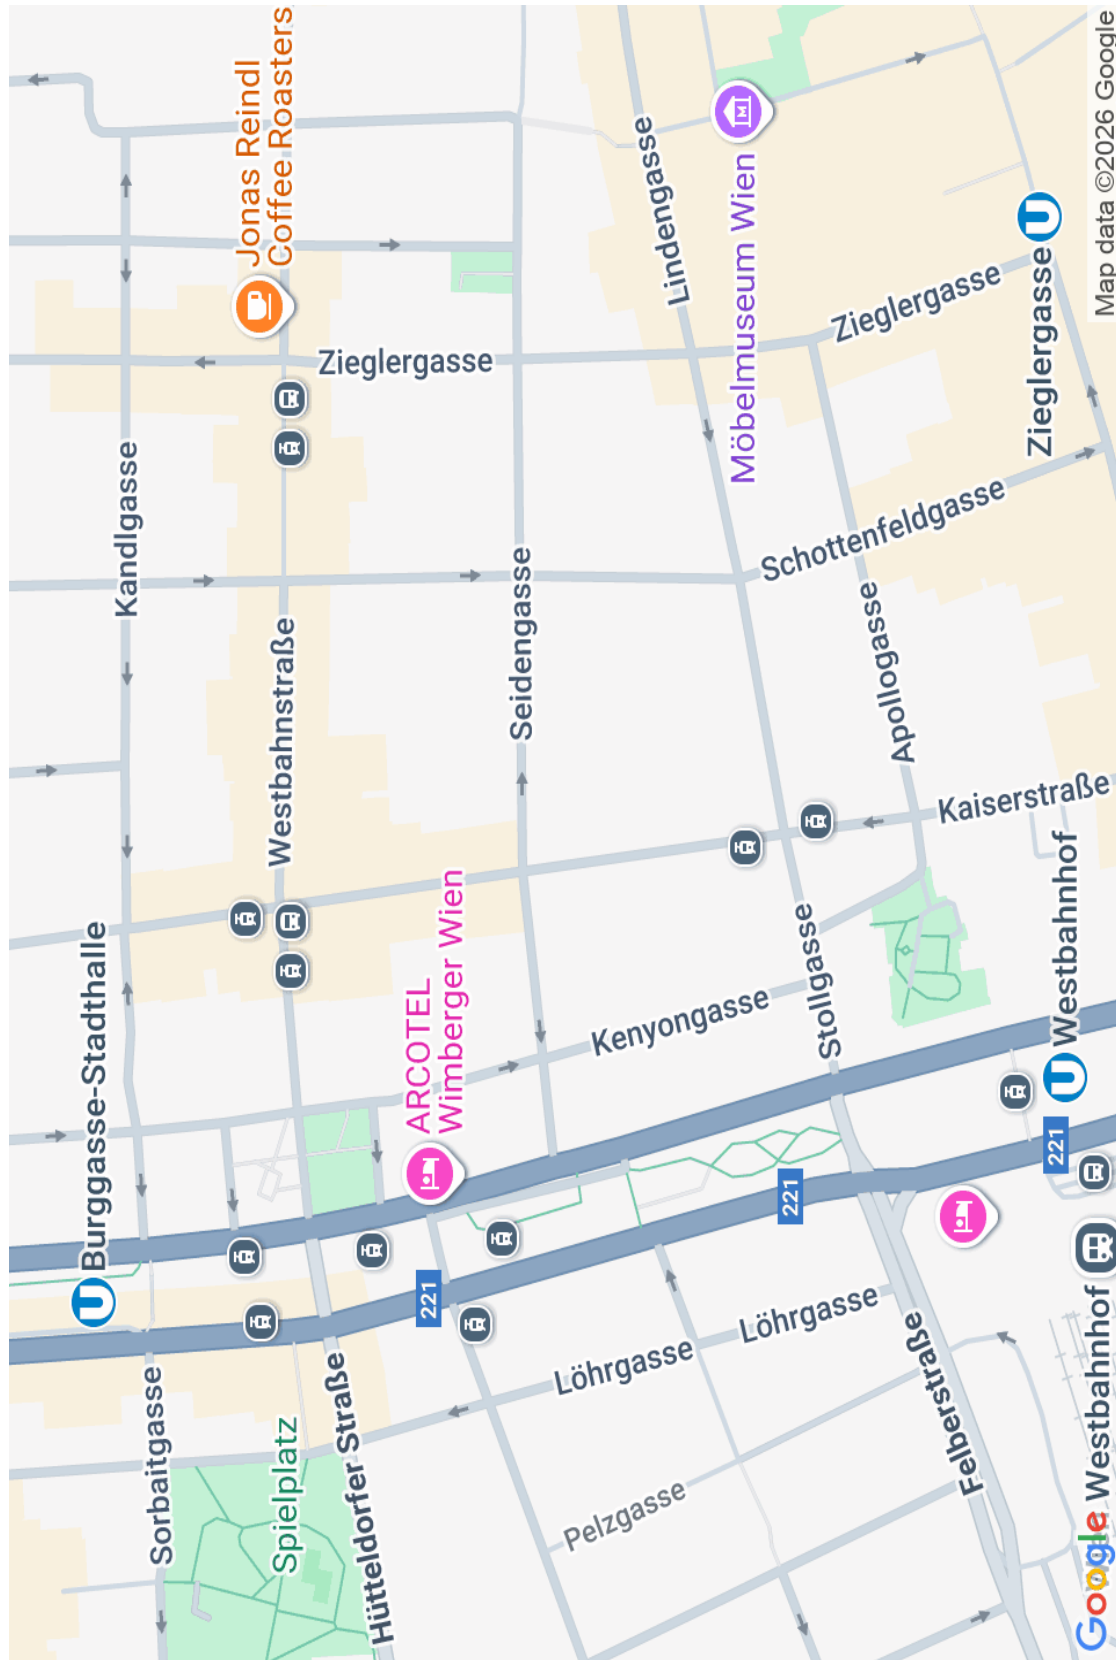 Burggasse-Stadthalle
Kandlgasse
Sorbaitgasse
Jonas Reindl
Coffee Roasters
Westbahnstraße
Spielplatz
Hütteldorfer Straße
Zieglergasse
ARCOTEL
Wimberger Wien
221
Seidengasse
Löhrgasse
Pelzgasse
Lindengasse
Kenyongasse
Möbelmuseum Wien
Schottenfeldgasse
Löhrgasse
221
Stollgasse
Zieglergasse
Apollogasse
Felberstraße
Kaiserstraße
Zieglergasse
Westbahnhof
221
Westbahnhof
Google
Map data ©2026 Google